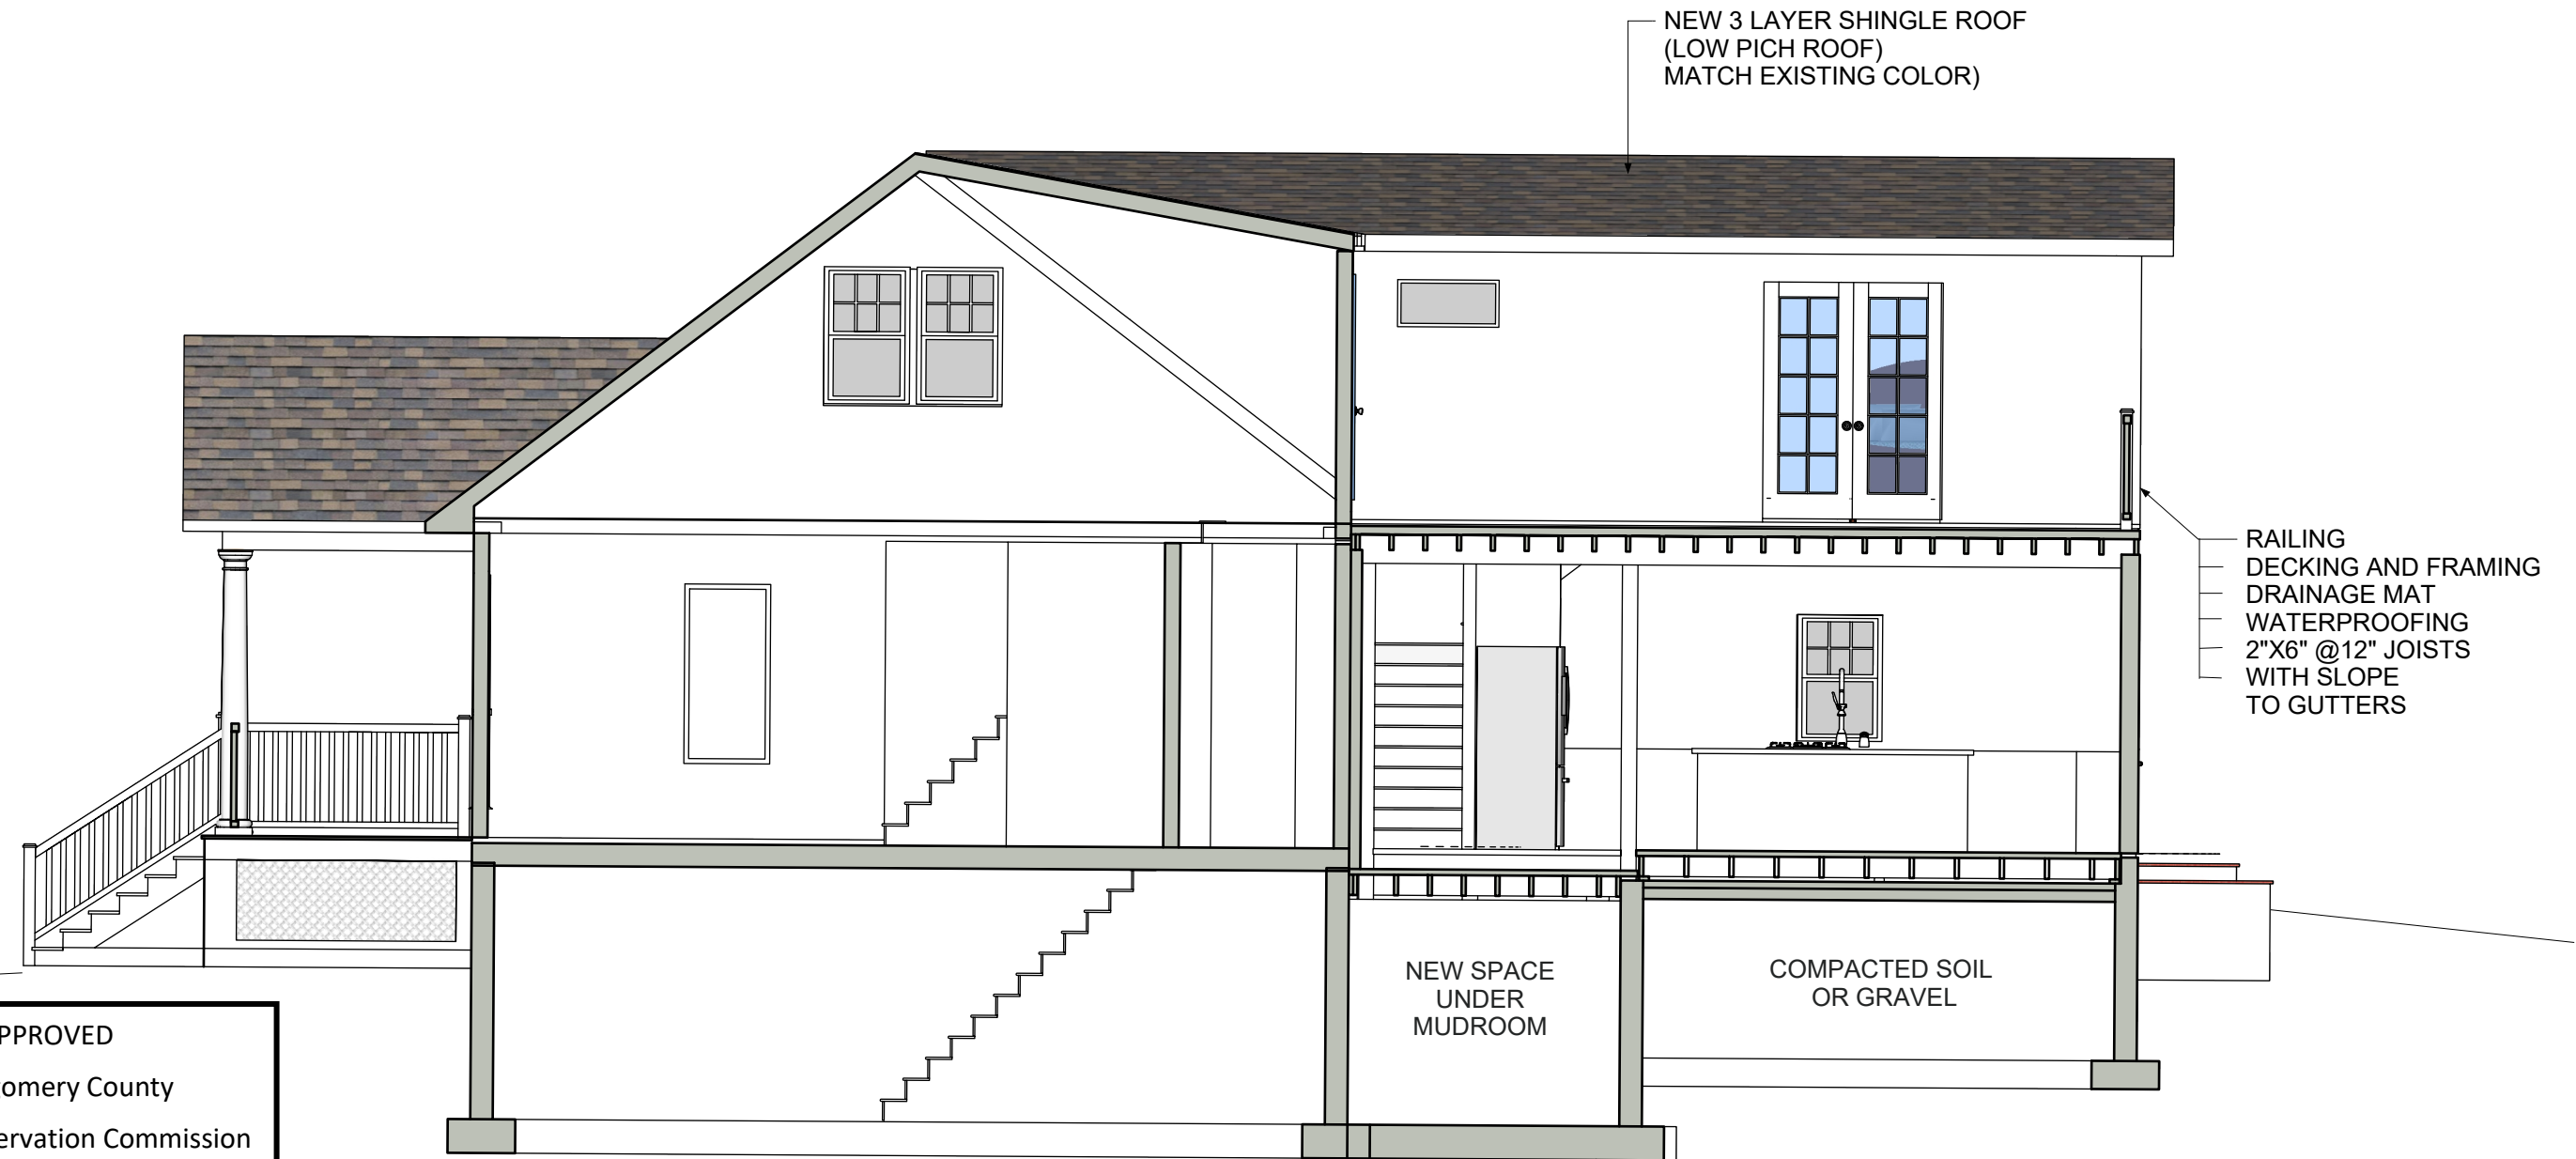 NEW 3 LAYER SHINGLE ROOF
(LOW PICH ROOF)
MATCH EXISTING COLOR)
RAILING
DECKING AND FRAMING
DRAINAGE MAT
WATERPROOFING
2"X6" @12" JOISTS
WITH SLOPE
TO GUTTERS
NEW SPACE
UNDER
MUDROOM
COMPACTED SOIL
OR GRAVEL
PPROVED
gomery County
ervation Commission